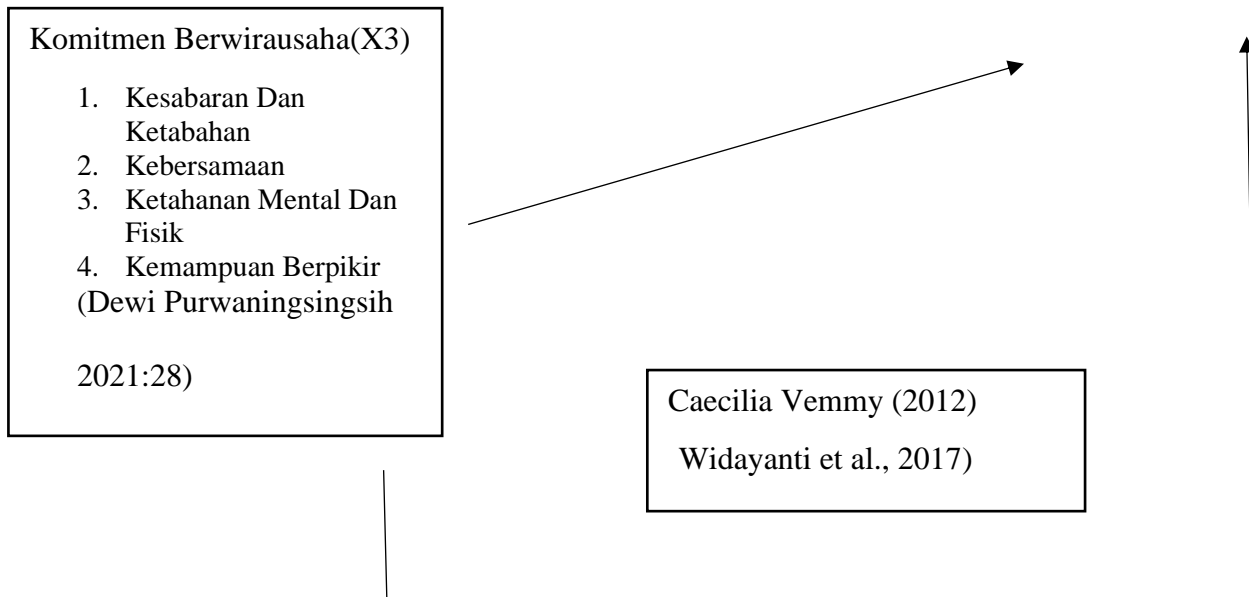 Komitmen Berwirausaha(X3)
1. Kesabaran Dan
Ketabahan
2. Kebersamaan
3. Ketahanan Mental Dan
Fisik
4. Kemampuan Berpikir
(Dewi Purwaningsingsih
2021:28)
Caecilia Vemmy (2012)
Widayanti et al., 2017)